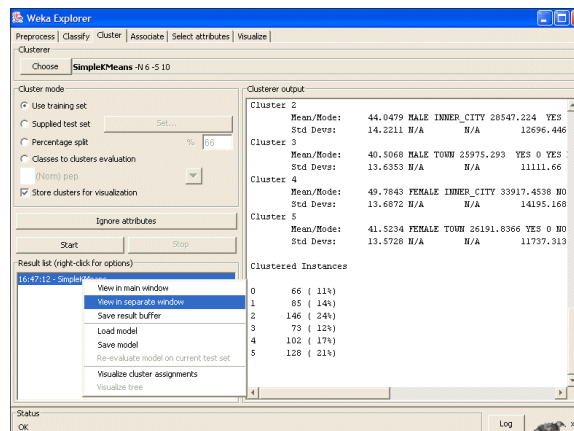 Weka Explorer
Preprocess Classify Cluster Associate Select attributes Visualize
Clusterer
Choose SimpleKMeans -N 6 -S 10
Cluster mode
Use training set
Supplied test set Set...
Percentage split % 66
Classes to clusters evaluation
(Nom) pep
Store clusters for visualization
Ignore attributes
Start Stop
Result list (right-click for options)
16:47:12 - SimpleKMeans
View in main window
View in separate window
Save result buffer
Load model
Save model
Re-evaluate model on current test set
Visualize cluster assignments
Visualize tree
Clusterer output
Cluster 2
Mean/Mode: 44.0479 MALE INNER_CITY 28547.224 YES
Std Devs: 14.2211 N/A N/A 12696.446
Cluster 3
Mean/Mode: 40.5068 MALE TOWN 25975.293 YES 0 YES
Std Devs: 13.6353 N/A N/A 11111.66
Cluster 4
Mean/Mode: 49.7843 FEMALE INNER_CITY 33917.4538 NO
Std Devs: 13.6872 N/A N/A 14195.168
Cluster 5
Mean/Mode: 41.5234 FEMALE TOWN 26191.8366 YES 0 NO
Std Devs: 13.5728 N/A N/A 11737.313
Clustered Instances
0 66 ( 11%)
1 85 ( 14%)
2 146 ( 24%)
3 73 ( 12%)
4 102 ( 17%)
5 128 ( 21%)
Status
OK
Log
x